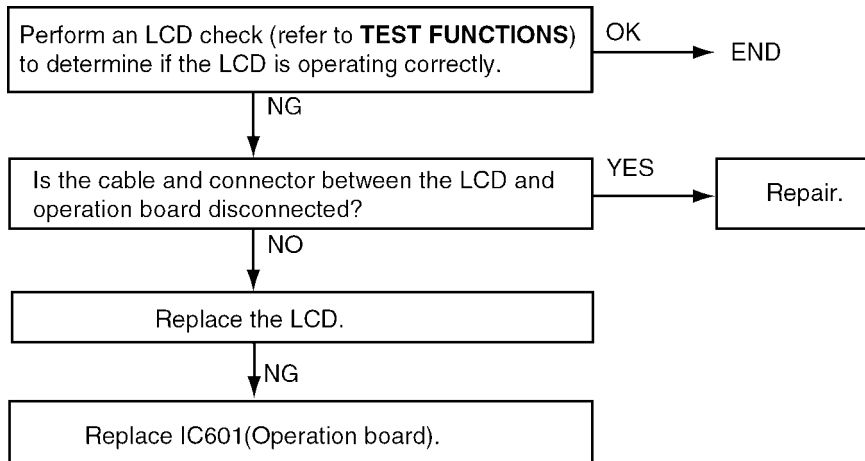 Perform an LCD check (refer to TEST FUNCTIONS)
to determine if the LCD is operating correctly.
OK
END
NG
Is the cable and connector between the LCD and
operation board disconnected?
YES
Repair.
NO
Replace the LCD.
NG
Replace IC601(Operation board).